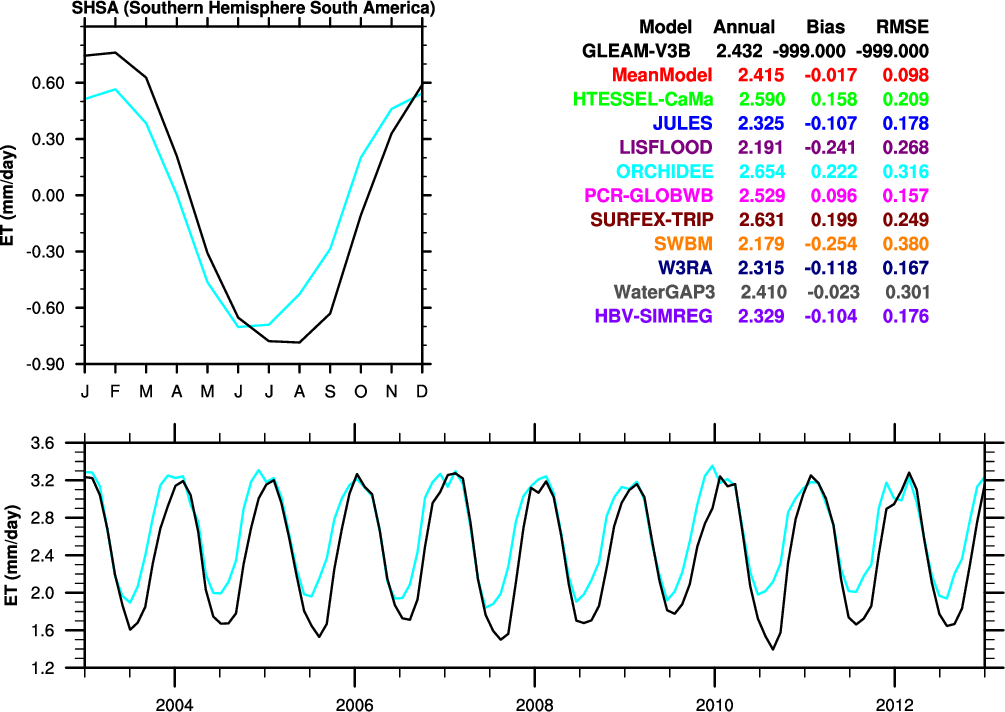 SHSA (Southern Hemisphere South America)
ET (mm/day)
0.60
0.30
0.00
-0.30
-0.60
-0.90
J F M A M J J A S O N D
Model Annual Bias RMSE
GLEAM-V3B 2.432 -999.000 -999.000
MeanModel 2.415 -0.017 0.098
HTESSEL-CaMa 2.590 0.158 0.209
JULES 2.325 -0.107 0.178
LISFLOOD 2.191 -0.241 0.268
ORCHIDEE 2.654 0.222 0.316
PCR-GLOBWB 2.529 0.096 0.157
SURFEX-TRIP 2.631 0.199 0.249
SWBM 2.179 -0.254 0.380
W3RA 2.315 -0.118 0.167
WaterGAP3 2.410 -0.023 0.301
HBV-SIMREG 2.329 -0.104 0.176
ET (mm/day)
3.6
3.2
2.8
2.4
2.0
1.6
1.2
2004 2006 2008 2010 2012